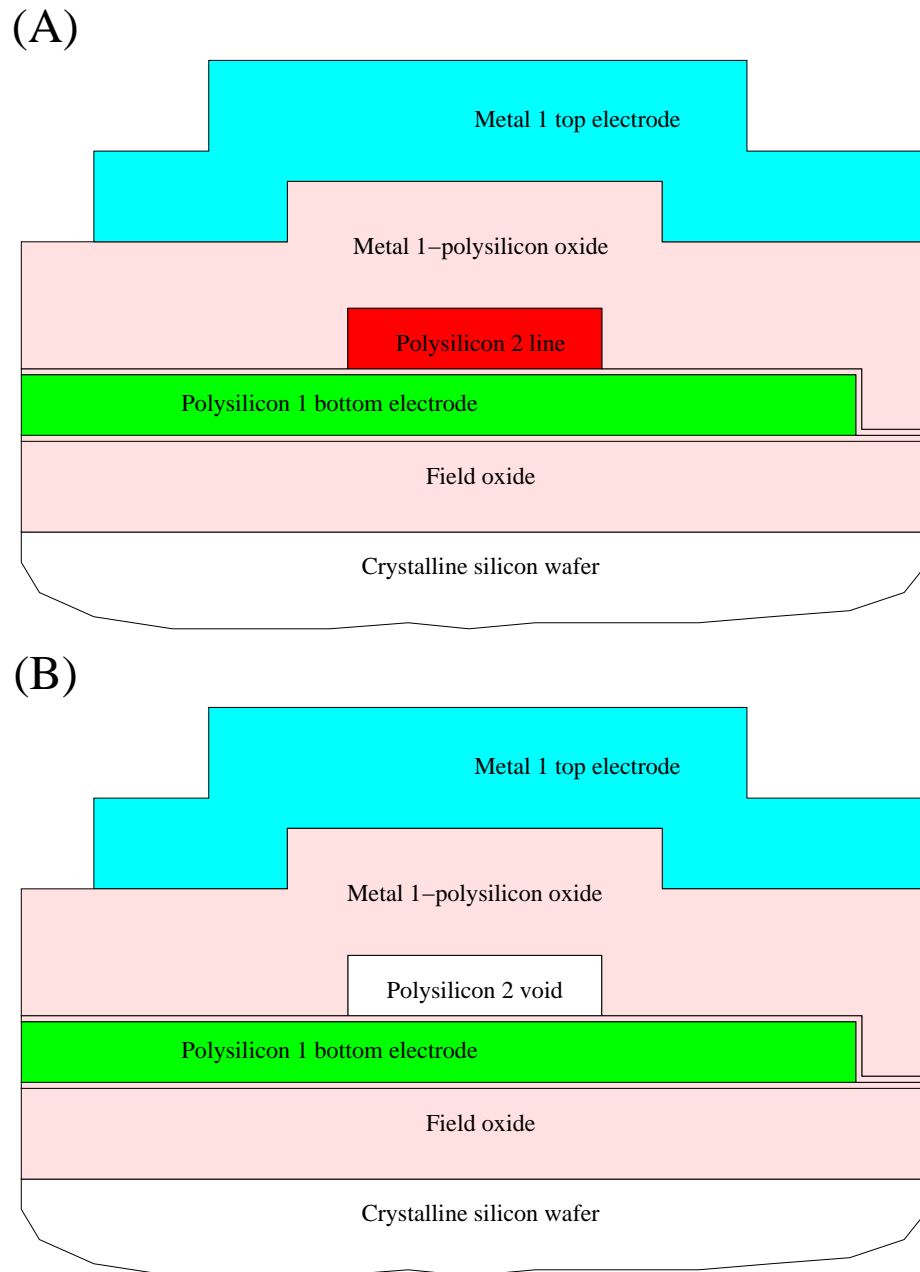 (A)
Metal 1 top electrode
Metal 1−polysilicon oxide
Polysilicon 2 line
Polysilicon 1 bottom electrode
Field oxide
Crystalline silicon wafer
(B)
Metal 1 top electrode
Metal 1−polysilicon oxide
Polysilicon 2 void
Polysilicon 1 bottom electrode
Field oxide
Crystalline silicon wafer